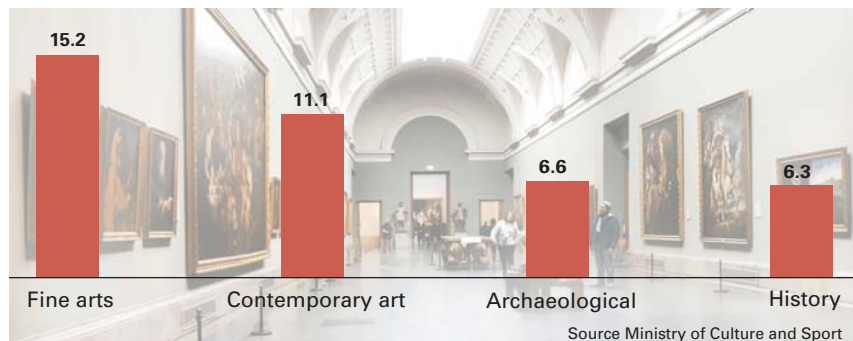 15.2
11.1
6.6
6.3
Fine arts
Contemporary art
Archaeological
History
Source Ministry of Culture and Sport